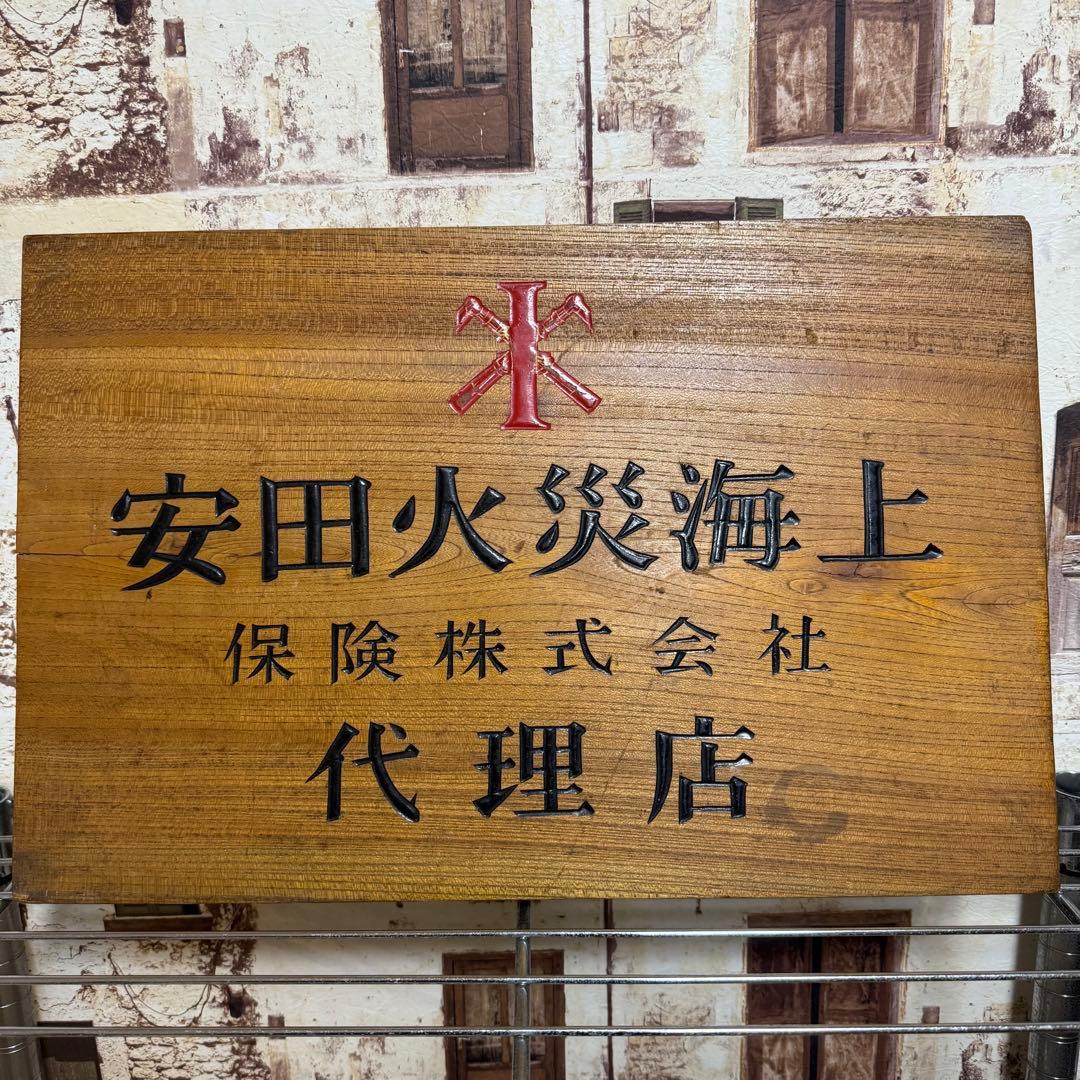 安田火災海上
保険株式会社
代理店